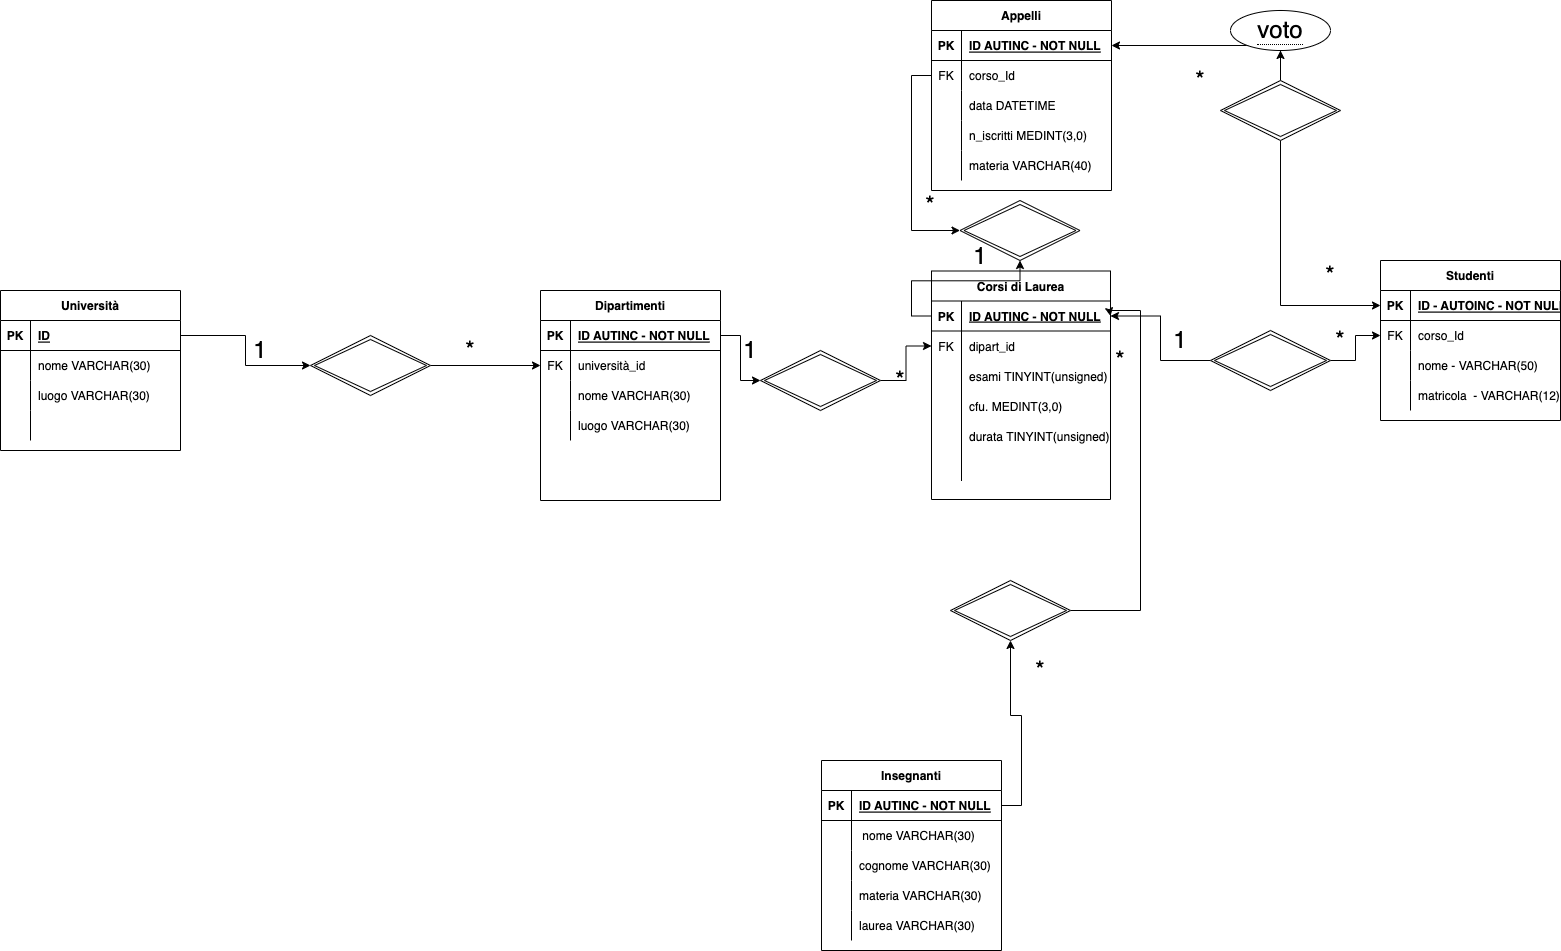 Appelli
PK ID AUTINC - NOT NULL
FK corso_Id
data DATETIME
n_iscritti MEDINT(3,0)
materia VARCHAR(40)
voto
*
*
1
*
Università
PK ID
nome VARCHAR(30)
luogo VARCHAR(30)
1
*
Dipartimenti
PK ID AUTINC - NOT NULL
FK università_id
nome VARCHAR(30)
luogo VARCHAR(30)
1
*
Corsi di Laurea
PK ID AUTINC - NOT NULL
FK dipart_id
esami TINYINT(unsigned)
cfu. MEDINT(3,0)
durata TINYINT(unsigned)
*
1
*
Studenti
PK ID - AUTOINC - NOT NUL
FK corso_Id
nome - VARCHAR(50)
matricola - VARCHAR(12)
*
Insegnanti
PK ID AUTINC - NOT NULL
nome VARCHAR(30)
cognome VARCHAR(30)
materia VARCHAR(30)
laurea VARCHAR(30)